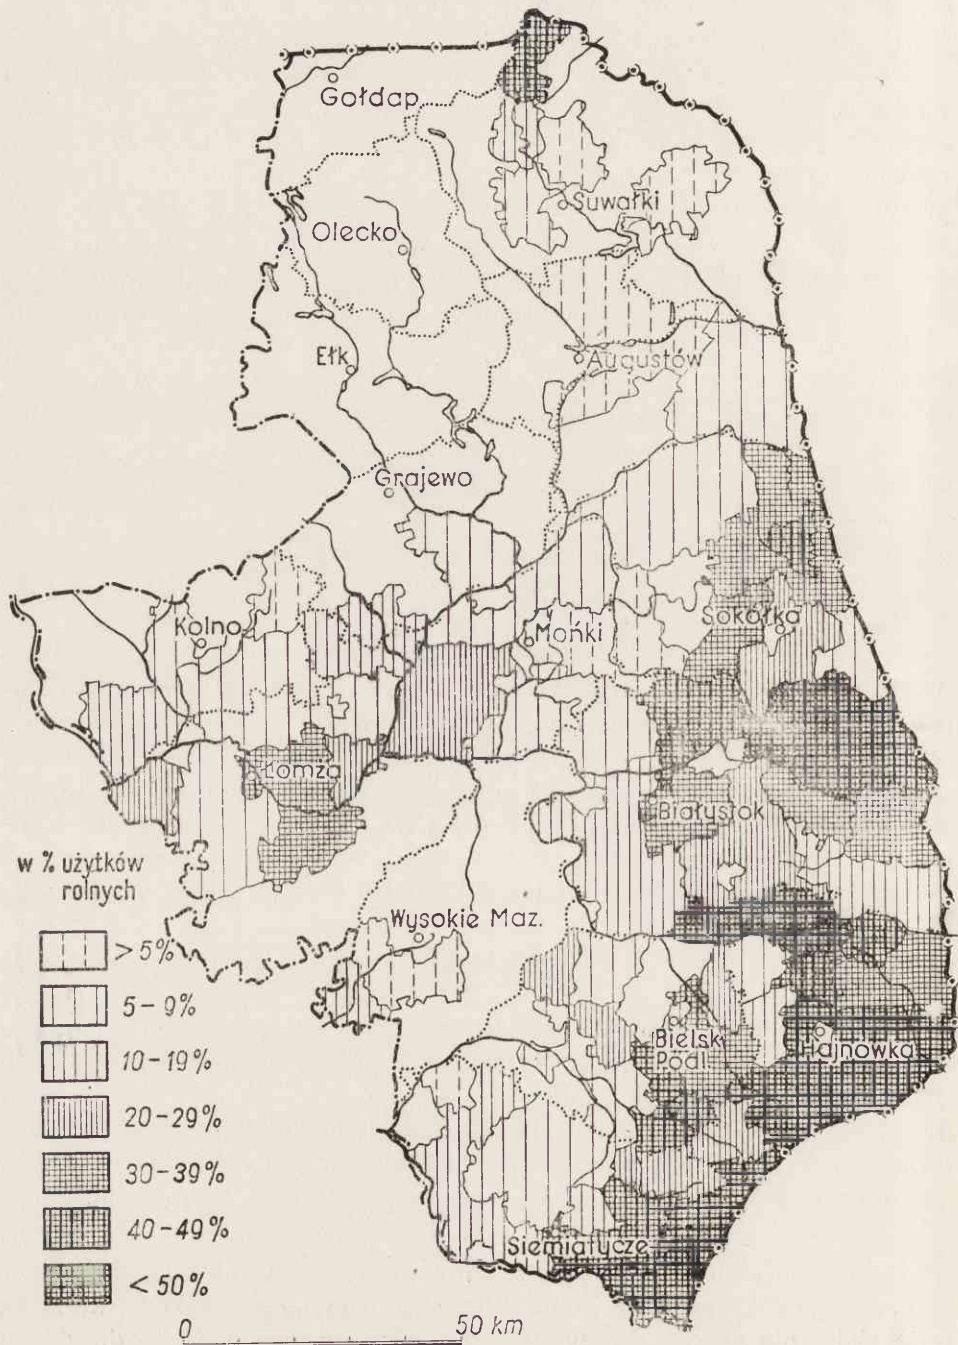 Gołdap
Suwałki
Olecko
Ełk
Augustów
Grajewo
Kolno
Mońki
Sokółka
Łomża
Białystok
w % użytków
rolnych
Wysokie Maz.
> 5%
5-9%
10-19%
20-29%
30-39%
40-49%
< 50%
Bielsk
Podl.
Hajnówka
Siemiatycze
0 50 km